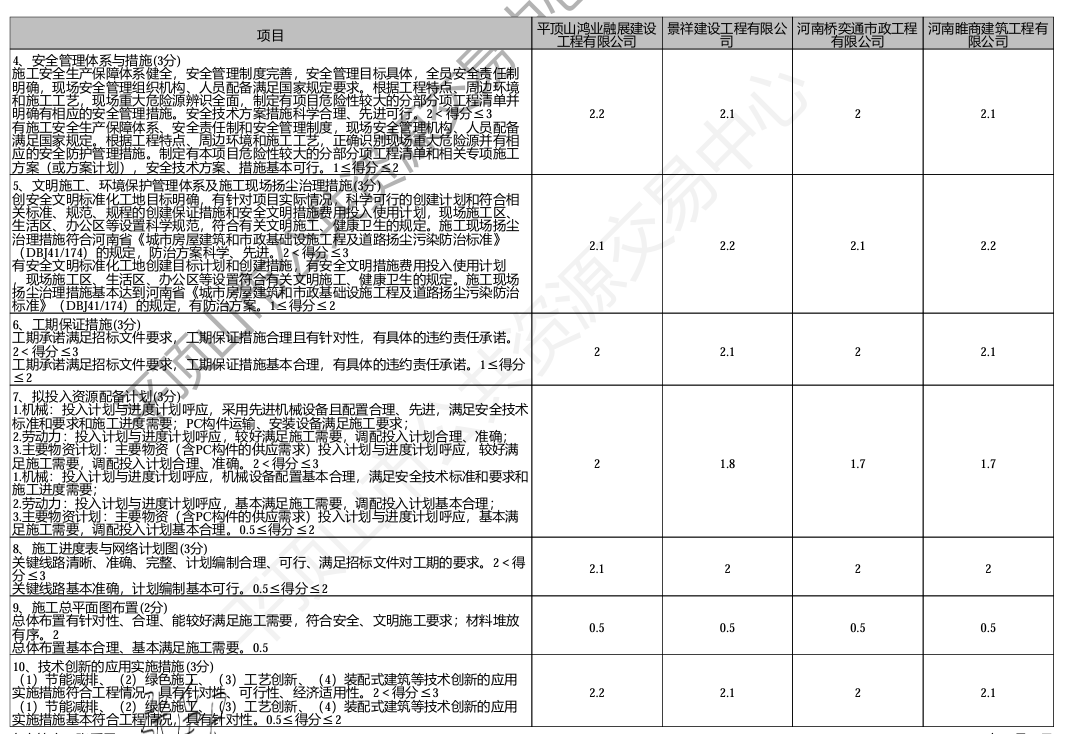 项目
平顶山鸿业融展建设
工程有限公司
景祥建设工程有限公
司
河南桥奕通市政工程
有限公司
河南睢商建筑工程有
限公司
4、安全管理体系与措施(3分)
施工安全生产保障体系健全，安全管理制度完善，安全管理目标具体，全员安全责任制
明确，现场安全管理组织机构、人员配备满足国家规定要求。根据工程特点、周边环境
和施工工艺，现场重大危险源辨识全面，制定有项目危险性较大的分部分项工程清单并
明确有相应的安全管理措施。安全技术方案措施科学合理、先进可行。2＜得分≤3
有施工安全生产保障体系、安全责任制和安全管理制度，现场安全管理机构、人员配备
满足国家规定。根据工程特点、周边环境和施工工艺，正确识别现场重大危险源并有相
应的安全防护管理措施。制定有本项目危险性较大的分部分项工程清单和相关专项施工
方案（或方案计划），安全技术方案、措施基本可行。1≤得分≤2
2.2
2.1
2
2.1
5、文明施工、环境保护管理体系及施工现场扬尘治理措施(3分)
创安全文明标准化工地目标明确，有针对项目实际情况，科学可行的创建计划和符合相
关标准、规范、规程的创建保证措施和安全文明措施费用投入使用计划，现场施工区、
生活区、办公区等设置科学规范，符合有关文明施工、健康卫生的规定。施工现场扬尘
治理措施符合河南省《城市房屋建筑和市政基础设施工程及道路扬尘污染防治标准》
（DBJ41/174）的规定，防治方案科学、先进。2＜得分≤3
有安全文明标准化工地创建目标计划和创建措施，有安全文明措施费用投入使用计划
，现场施工区、生活区、办公区等设置符合有关文明施工、健康卫生的规定。施工现场
扬尘治理措施基本达到河南省《城市房屋建筑和市政基础设施工程及道路扬尘污染防治
标准》（DBJ41/174）的规定，有防治方案。1≤得分≤2
2.1
2.2
2.1
2.2
6、工期保证措施(3分)
工期承诺满足招标文件要求，工期保证措施合理且有针对性，有具体的违约责任承诺。
2＜得分≤3
工期承诺满足招标文件要求，工期保证措施基本合理，有具体的违约责任承诺。1≤得分
≤2
2
2.1
2
2.1
7、拟投入资源配备计划(3分)
1.机械：投入计划与进度计划呼应，采用先进机械设备且配置合理、先进，满足安全技术
标准和要求和施工进度需要；PC构件运输、安装设备满足施工要求；
2.劳动力：投入计划与进度计划呼应，较好满足施工需要，调配投入计划合理、准确；
3.主要物资计划：主要物资（含PC构件的供应需求）投入计划与进度计划呼应，较好满
足施工需要，调配投入计划合理、准确。2＜得分≤3
1.机械：投入计划与进度计划呼应，机械设备配置基本合理，满足安全技术标准和要求和
施工进度需要；
2.劳动力：投入计划与进度计划呼应，基本满足施工需要，调配投入计划基本合理；
3.主要物资计划：主要物资（含PC构件的供应需求）投入计划与进度计划呼应，基本满
足施工需要，调配投入计划基本合理。0.5≤得分≤2
2
1.8
1.7
1.7
8、施工进度表与网络计划图(3分)
关键线路清晰、准确、完整、计划编制合理、可行、满足招标文件对工期的要求。2＜得
分≤3
关键线路基本准确，计划编制基本可行。0.5≤得分≤2
2.1
2
2
2
9、施工总平面图布置(2分)
总体布置有针对性、合理、能较好满足施工需要，符合安全、文明施工要求；材料堆放
有序。2
总体布置基本合理、基本满足施工需要。0.5
0.5
0.5
0.5
0.5
10、技术创新的应用实施措施(3分)
（1）节能减排、（2）绿色施工、（3）工艺创新、（4）装配式建筑等技术创新的应用
实施措施符合工程情况，具有针对性、可行性、经济适用性。2＜得分≤3
（1）节能减排、（2）绿色施工、（3）工艺创新、（4）装配式建筑等技术创新的应用
实施措施基本符合工程情况，具有针对性。0.5≤得分≤2
2.2
2.1
2
2.1
平顶山市公共资源交易中心
平顶山市公共资源交易中心